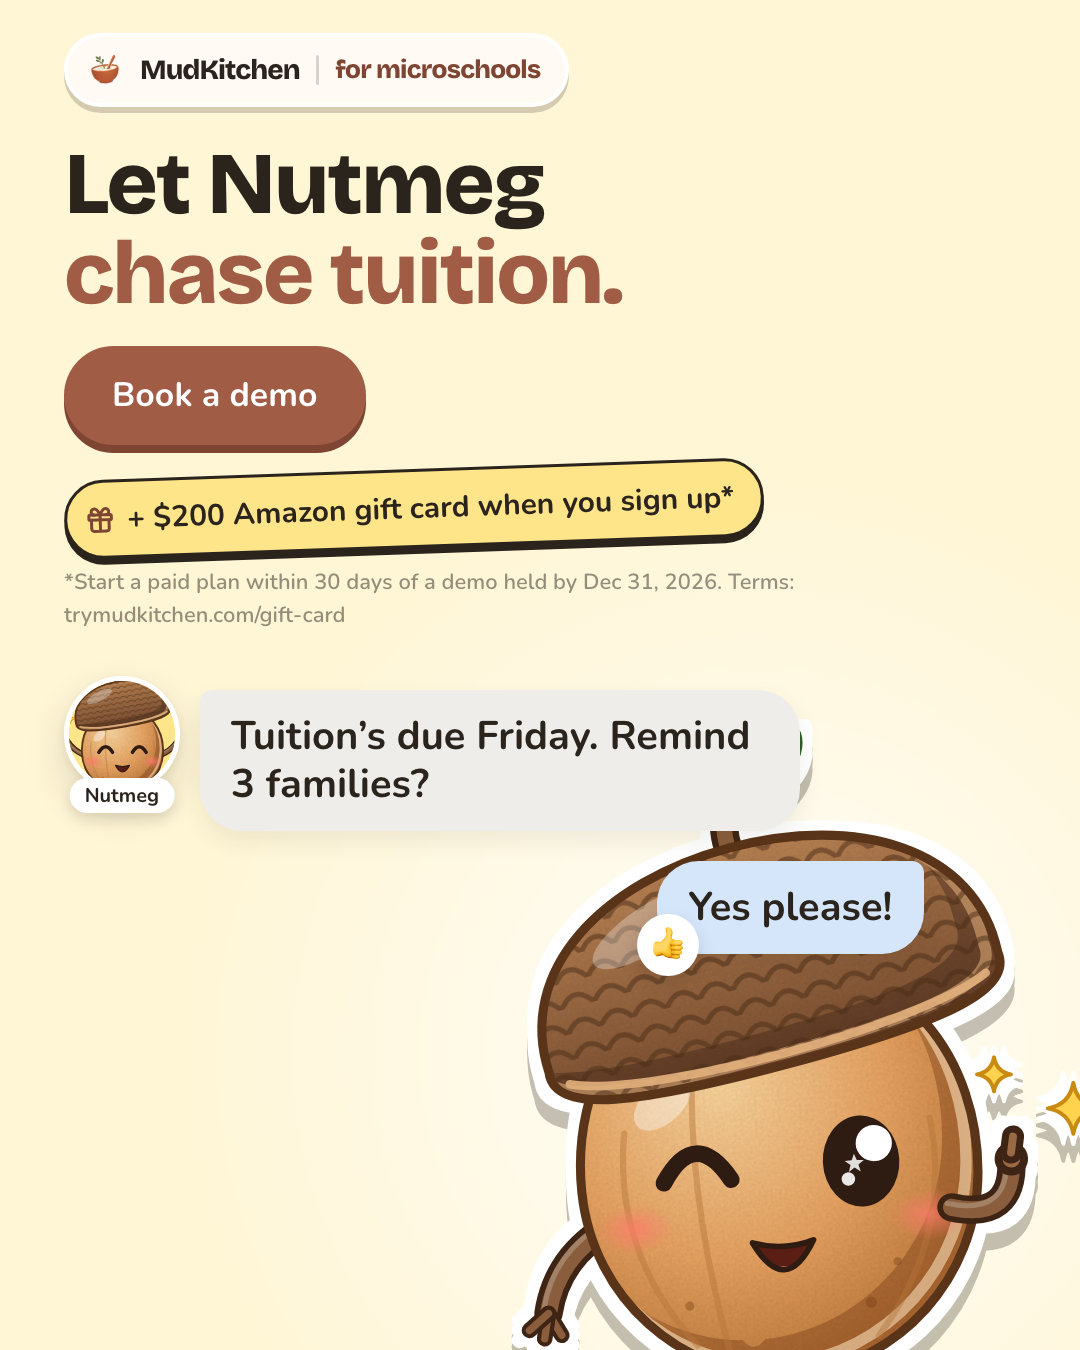 MudKitchen | for microschools
Let Nutmeg
chase tuition.
Book a demo
+ $200 Amazon gift card when you sign up*
*Start a paid plan within 30 days of a demo held by Dec 31, 2026. Terms:
trymudkitchen.com/gift-card
Tuition’s due Friday. Remind
3 families?
Nutmeg
Yes please!